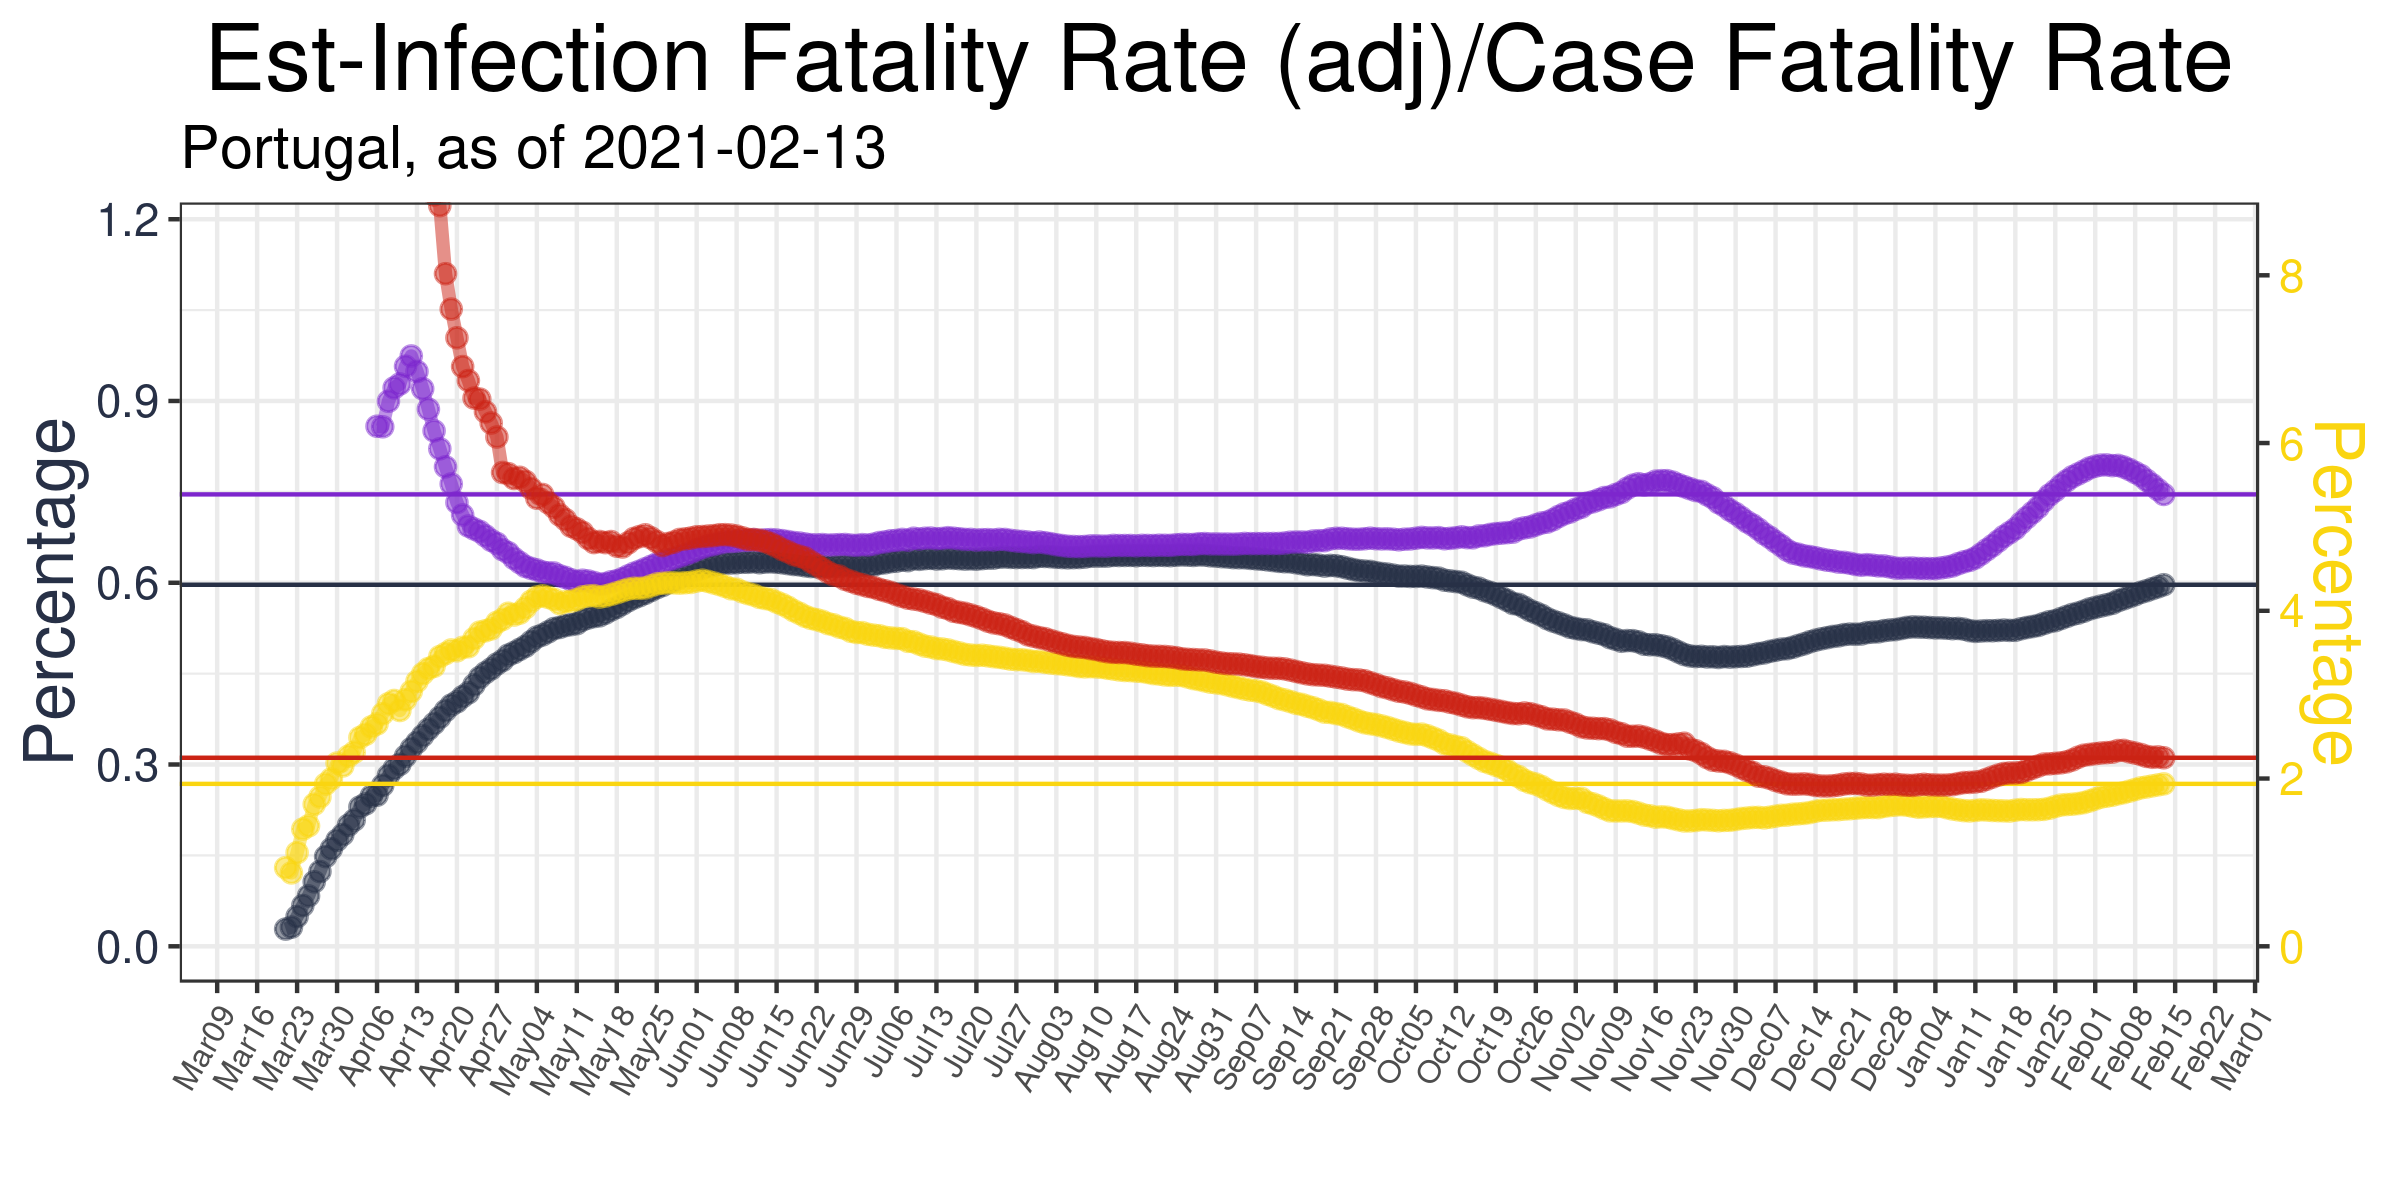 Est-Infection Fatality Rate (adj)/Case Fatality Rate
Portugal, as of 2021-02-13
Percentage
1.2
0.9
0.6
0.3
0.0
8
6
4
2
0
Percentage
Mar09
Mar16
Mar23
Mar30
Apr06
Apr13
Apr20
Apr27
May04
May11
May18
May25
Jun01
Jun08
Jun15
Jun22
Jun29
Jul06
Jul13
Jul20
Jul27
Aug03
Aug10
Aug17
Aug24
Aug31
Sep07
Sep14
Sep21
Sep28
Oct05
Oct12
Oct19
Oct26
Nov02
Nov09
Nov16
Nov23
Nov30
Dec07
Dec14
Dec21
Dec28
Jan04
Jan11
Jan18
Jan25
Feb01
Feb08
Feb15
Feb22
Mar01